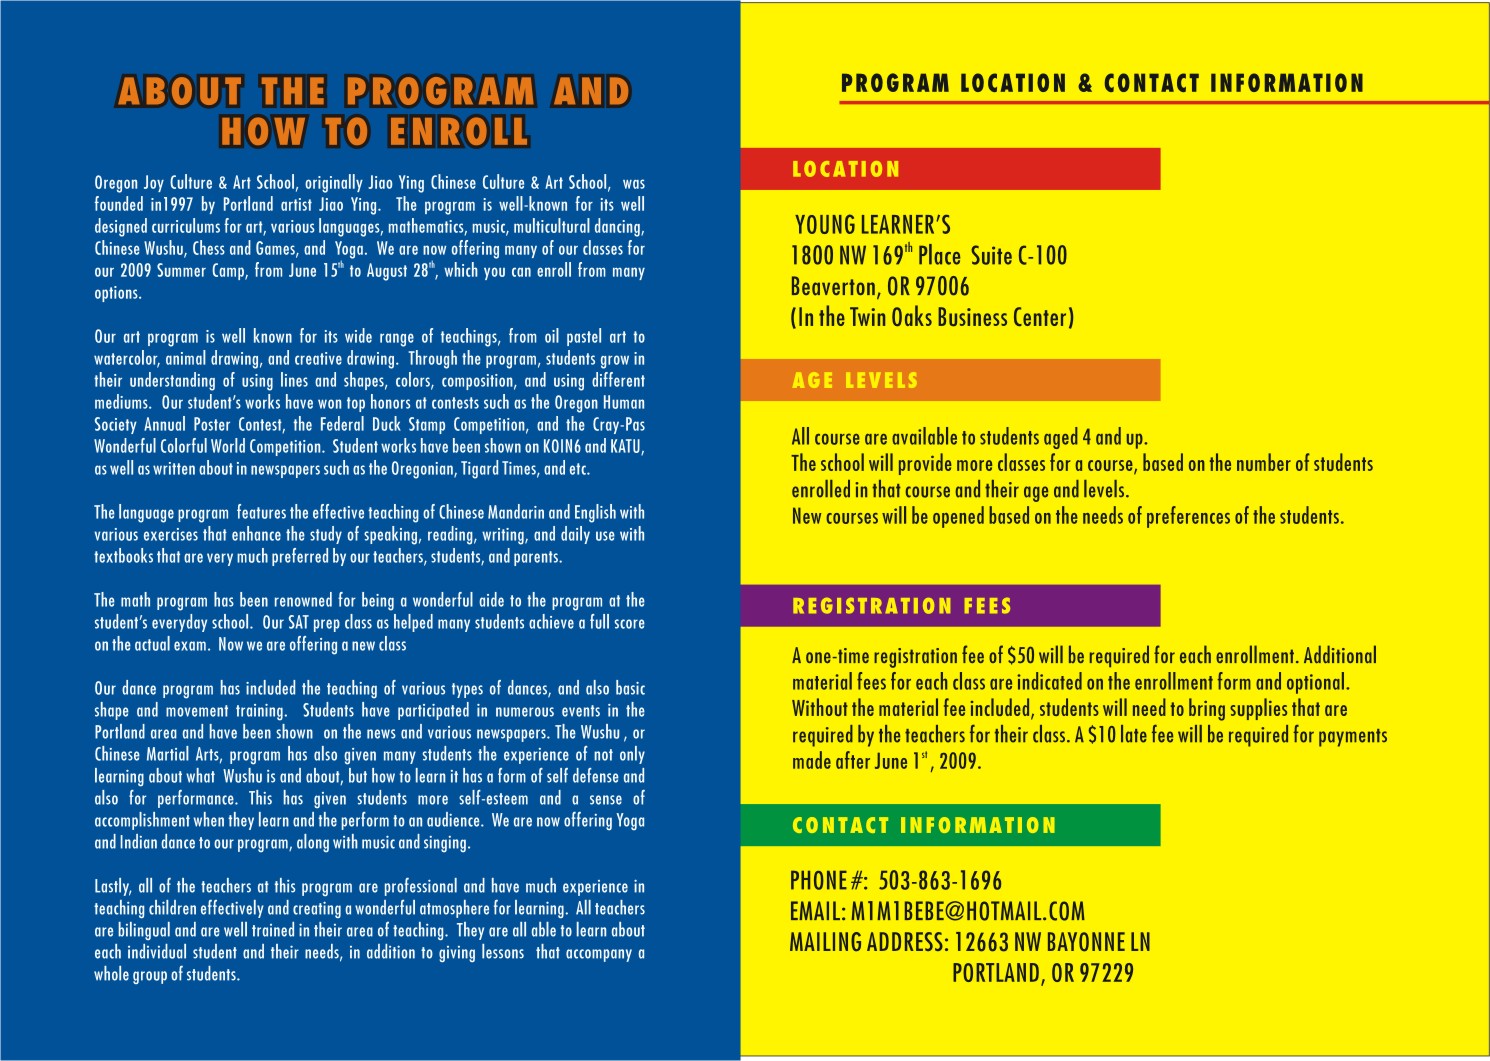 ABOUT THE PROGRAM AND
HOW TO ENROLL
Oregon Joy Culture & Art School, originally Jiao Ying Chinese Culture & Art School, was
founded in1997 by Portland artist Jiao Ying. The program is well-known for its well
designed curriculums for art, various languages, mathematics, music, multicultural dancing,
Chinese Wushu, Chess and Games, and Yoga. We are now offering many of our classes for
our 2009 Summer Camp, from June 15th to August 28th, which you can enroll from many
options.
Our art program is well known for its wide range of teachings, from oil pastel art to
watercolor, animal drawing, and creative drawing. Through the program, students grow in
their understanding of using lines and shapes, colors, composition, and using different
mediums. Our student's works have won top honors at contests such as the Oregon Human
Society Annual Poster Contest, the Federal Duck Stamp Competition, and the Cray-Pas
Wonderful Colorful World Competition. Student works have been shown on KOIN6 and KATU,
as well as written about in newspapers such as the Oregonian, Tigard Times, and etc.
The language program features the effective teaching of Chinese Mandarin and English with
various exercises that enhance the study of speaking, reading, writing, and daily use with
textbooks that are very much preferred by our teachers, students, and parents.
The math program has been renowned for being a wonderful aide to the program at the
student's everyday school. Our SAT prep class as helped many students achieve a full score
on the actual exam. Now we are offering a new class
Our dance program has included the teaching of various types of dances, and also basic
shape and movement training. Students have participated in numerous events in the
Portland area and have been shown on the news and various newspapers. The Wushu , or
Chinese Martial Arts, program has also given many students the experience of not only
learning about what Wushu is and about, but how to learn it has a form of self defense and
also for performance. This has given students more self-esteem and a sense of
accomplishment when they learn and the perform to an audience. We are now offering Yoga
and Indian dance to our program, along with music and singing.
Lastly, all of the teachers at this program are professional and have much experience in
teaching children effectively and creating a wonderful atmosphere for learning. All teachers
are bilingual and are well trained in their area of teaching. They are all able to learn about
each individual student and their needs, in addition to giving lessons that accompany a
whole group of students.
PROGRAM LOCATION & CONTACT INFORMATION
LOCATION
YOUNG LEARNER'S
1800 NW 169th Place Suite C-100
Beaverton, OR 97006
(In the Twin Oaks Business Center)
AGE LEVELS
All course are available to students aged 4 and up.
The school will provide more classes for a course, based on the number of students
enrolled in that course and their age and levels.
New courses will be opened based on the needs of preferences of the students.
REGISTRATION FEES
A one-time registration fee of $50 will be required for each enrollment. Additional
material fees for each class are indicated on the enrollment form and optional.
Without the material fee included, students will need to bring supplies that are
required by the teachers for their class. A $10 late fee will be required for payments
made after June 1st, 2009.
CONTACT INFORMATION
PHONE #: 503-863-1696
EMAIL: M1M1BEBE@HOTMAIL.COM
MAILING ADDRESS: 12663 NW BAYONNE LN
PORTLAND, OR 97229